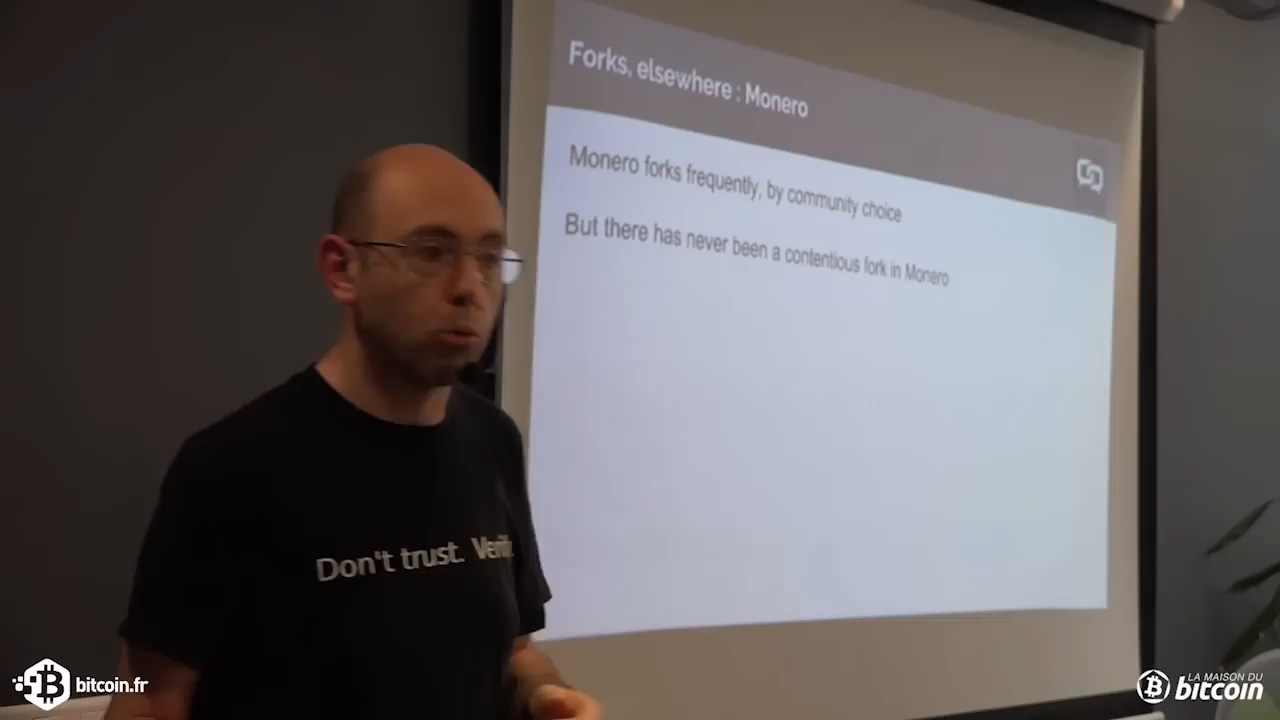 Forks, elsewhere : Monero
Monero forks frequently, by community choice
But there has never been a contentious fork in Monero
Don't trust. Verify
bitcoin.fr
LA MAISON DU
bitcoin